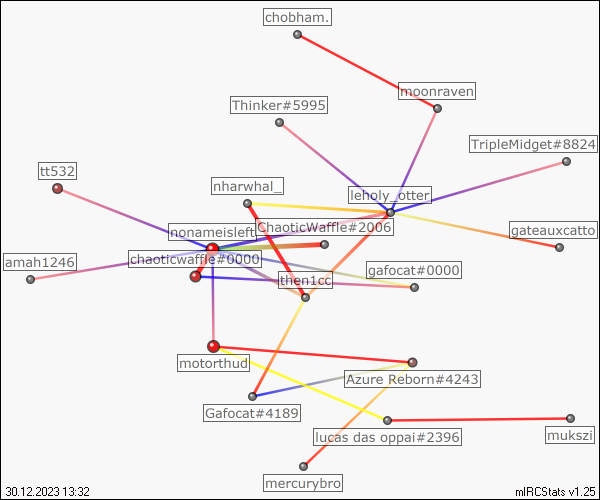 chobham.
moonraven
Thinker#5995
TripleMidget#8824
tt532
nharwhal_
leholy_otter
ChaoticWaffle#2006
nonameisleft
gateauxcatto
amah1246
chaoticwaffle#0000
gafocat#0000
then1cc
motorthud
Azure Reborn#4243
Gafocat#4189
lucas das oppai#2396
mukszi
mercurybro
30.12.2023 13:32
mIRCStats v1.25